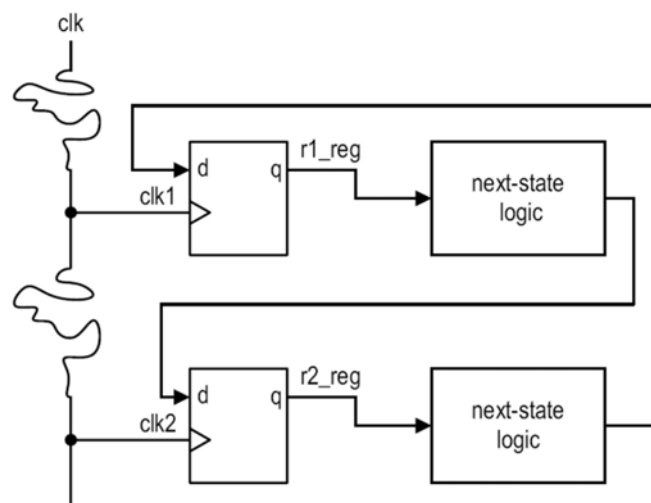 clk
r1_reg
d
q
clk1
next-state
logic
r2_reg
d
q
clk2
next-state
logic